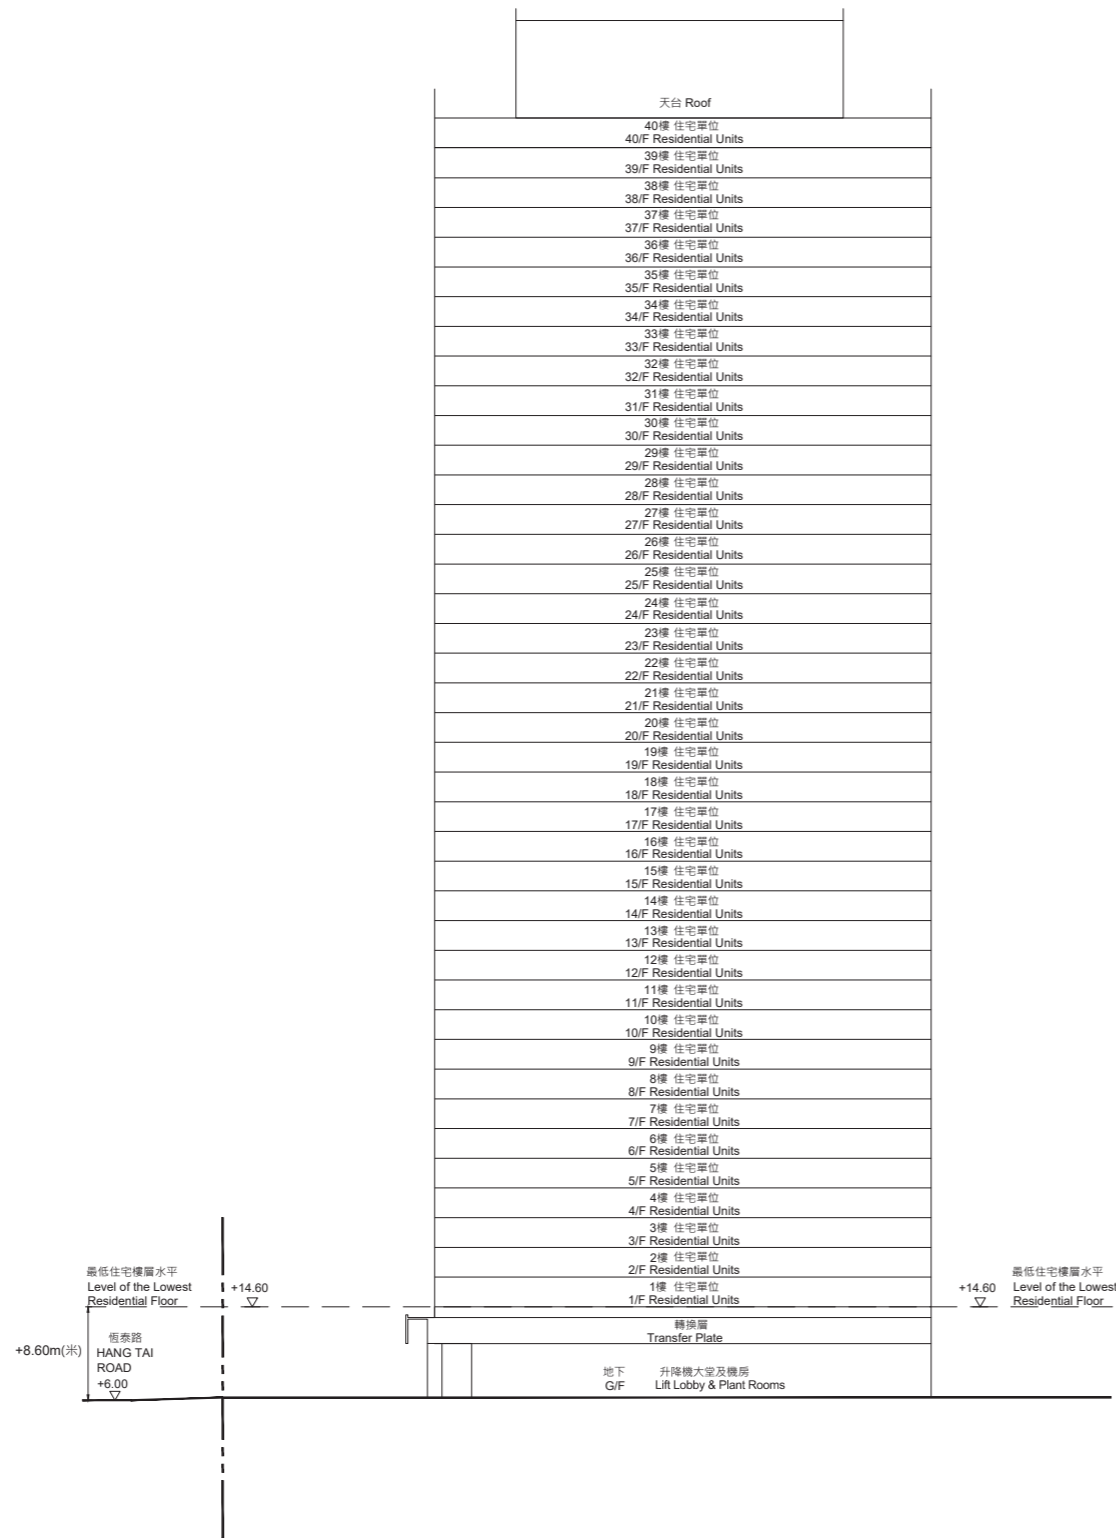 天台 Roof
40樓 住宅單位
40/F Residential Units
39樓 住宅單位
39/F Residential Units
38樓 住宅單位
38/F Residential Units
37樓 住宅單位
37/F Residential Units
36樓 住宅單位
36/F Residential Units
35樓 住宅單位
35/F Residential Units
34樓 住宅單位
34/F Residential Units
33樓 住宅單位
33/F Residential Units
32樓 住宅單位
32/F Residential Units
31樓 住宅單位
31/F Residential Units
30樓 住宅單位
30/F Residential Units
29樓 住宅單位
29/F Residential Units
28樓 住宅單位
28/F Residential Units
27樓 住宅單位
27/F Residential Units
26樓 住宅單位
26/F Residential Units
25樓 住宅單位
25/F Residential Units
24樓 住宅單位
24/F Residential Units
23樓 住宅單位
23/F Residential Units
22樓 住宅單位
22/F Residential Units
21樓 住宅單位
21/F Residential Units
20樓 住宅單位
20/F Residential Units
19樓 住宅單位
19/F Residential Units
18樓 住宅單位
18/F Residential Units
17樓 住宅單位
17/F Residential Units
16樓 住宅單位
16/F Residential Units
15樓 住宅單位
15/F Residential Units
14樓 住宅單位
14/F Residential Units
13樓 住宅單位
13/F Residential Units
12樓 住宅單位
12/F Residential Units
11樓 住宅單位
11/F Residential Units
10樓 住宅單位
10/F Residential Units
9樓 住宅單位
9/F Residential Units
8樓 住宅單位
8/F Residential Units
7樓 住宅單位
7/F Residential Units
6樓 住宅單位
6/F Residential Units
5樓 住宅單位
5/F Residential Units
4樓 住宅單位
4/F Residential Units
3樓 住宅單位
3/F Residential Units
2樓 住宅單位
2/F Residential Units
1樓 住宅單位
1/F Residential Units
最低住宅樓層水平
Level of the Lowest
Residential Floor
+14.60
+14.60
最低住宅樓層水平
Level of the Lowest
Residential Floor
轉換層
Transfer Plate
+8.60m(米)
恆泰路
HANG TAI
ROAD
+6.00
地下 升降機大堂及機房
G/F Lift Lobby & Plant Rooms